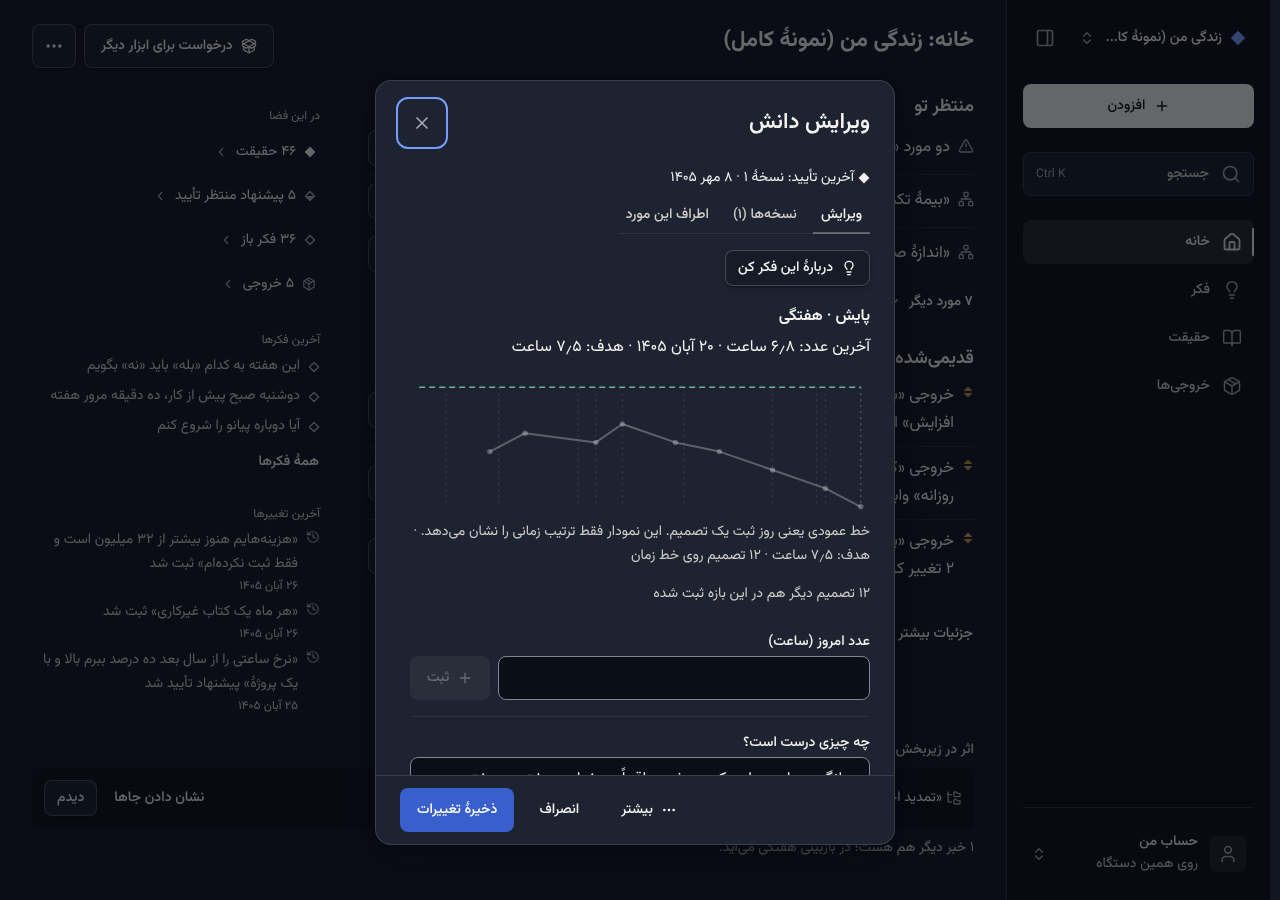 زندگی من (نمونهٔ کا...
افزودن
جستجو
Ctrl K
خانه
فکر
حقیقت
خروجی‌ها
حساب من
روی همین دستگاه
خانه: زندگی من (نمونهٔ کامل)
درخواست برای ابزار دیگر
منتظر تو
دو مورد
«بیمهٔ
«اندازهٔ
۷ مورد دیگر
قدیمی‌شده
خروجی
افزایش»
خروجی
روزانه»
خروجی
۲ تغییر
جزئیات بیشتر
«تمدید
نشان دادن جاها
دیدم
۱ خبر دیگر هم هست؛ در بازبینی هفتگی می‌آید.
ویرایش دانش
آخرین تأیید: نسخهٔ ۱ · ۸ مهر ۱۴۰۵
ویرایش
نسخه‌ها (۱)
اطراف این مورد
دربارهٔ این فکر کن
پایش · هفتگی
آخرین عدد: ۶٫۸ ساعت · ۲۰ آبان ۱۴۰۵ · هدف: ۷٫۵ ساعت
خط عمودی یعنی روز ثبت یک تصمیم. این نمودار فقط ترتیب زمانی را نشان می‌دهد. ·
هدف: ۷٫۵ ساعت · ۱۲ تصمیم روی خط زمان
۱۲ تصمیم دیگر هم در این بازه ثبت شده
عدد امروز (ساعت)
ثبت
چه چیزی درست است؟
بیشتر
انصراف
ذخیرهٔ تغییرات
در این فضا
۴۶ حقیقت
۵ پیشنهاد منتظر تأیید
۳۶ فکر باز
۵ خروجی
آخرین فکرها
این هفته به کدام «بله» باید «نه» بگویم
دوشنبه صبح پیش از کار، ده دقیقه مرور هفته
آیا دوباره پیانو را شروع کنم
همهٔ فکرها
آخرین تغییرها
«هزینه‌هایم هنوز بیشتر از ۳۲ میلیون است و
فقط ثبت نکرده‌ام» ثبت شد
۲۶ آبان ۱۴۰۵
«هر ماه یک کتاب غیرکاری» ثبت شد
۲۶ آبان ۱۴۰۵
«نرخ ساعتی را از سال بعد ده درصد ببرم بالا و با
یک پروژهٔ» پیشنهاد تأیید شد
۲۵ آبان ۱۴۰۵